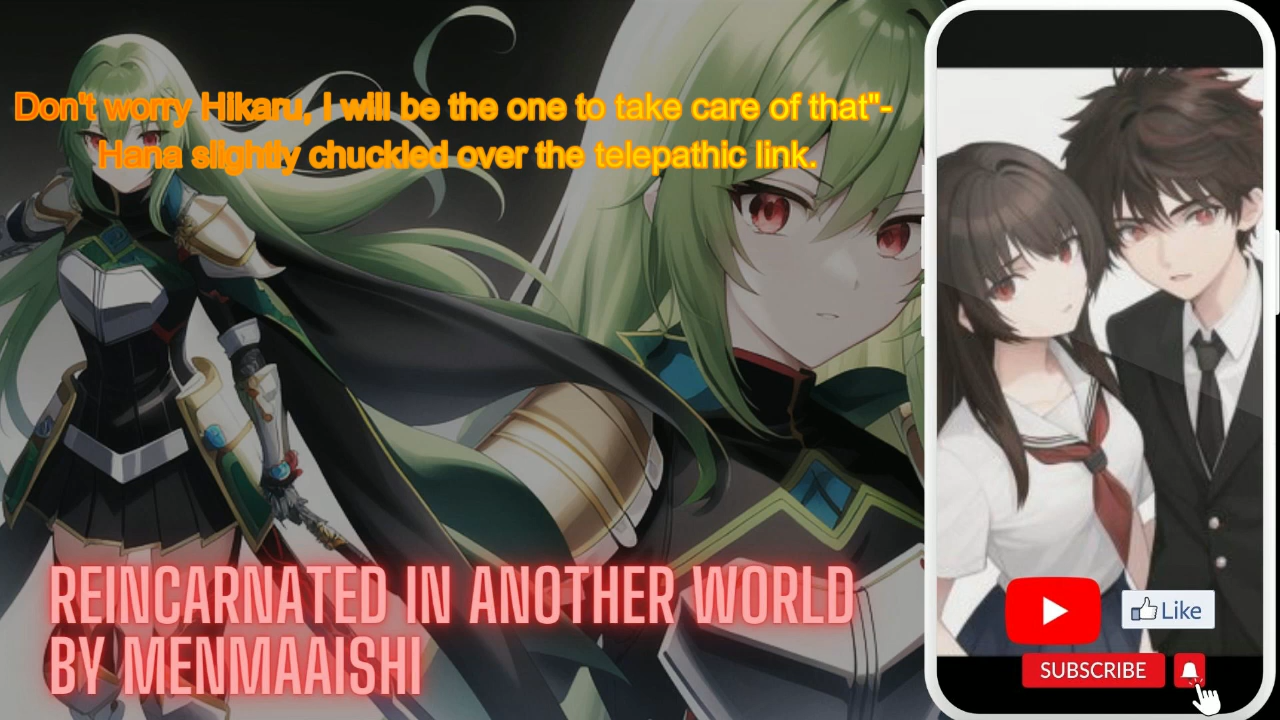 Don't worry Hikaru, I will be the one to take care of that"-
Hana slightly chuckled over the telepathic link.
REINCARNATED IN ANOTHER WORLD
BY MENMAAISHI
Like
SUBSCRIBE